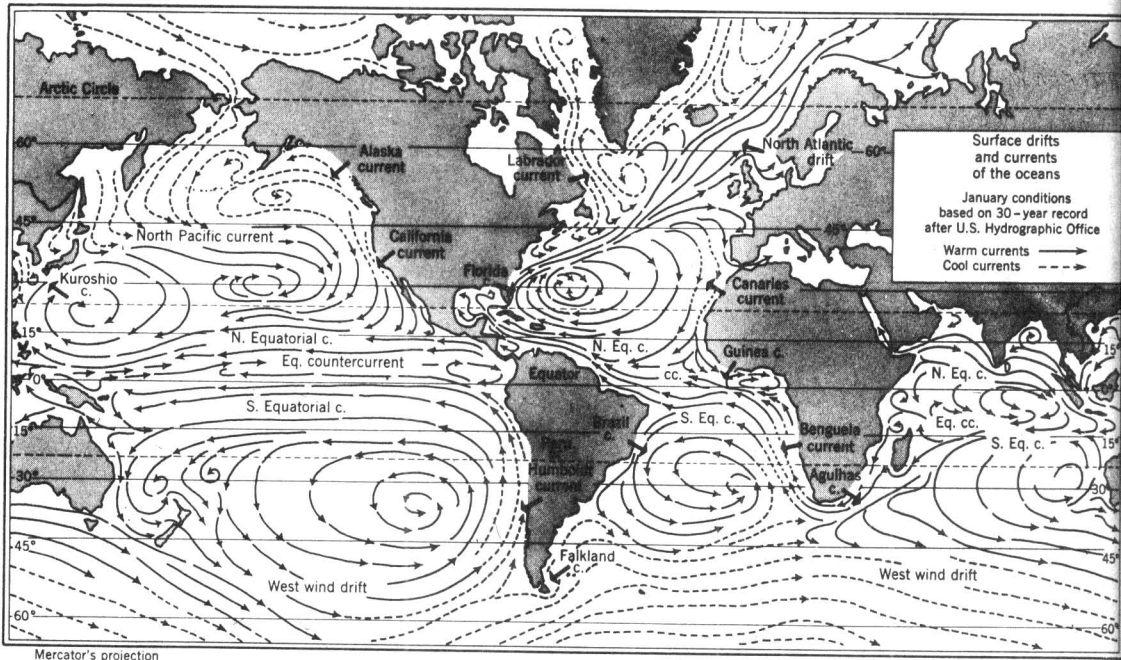 Arctic Circle
60°
Alaska
current
Labrador
current
North Atlantic
drift
60°
Surface drifts
and currents
of the oceans
January conditions
based on 30-year record
after U.S. Hydrographic Office
Warm currents
Cool currents
45°
North Pacific current
California
current
45°
Kuroshio
c.
Florida
c.
Canaries
current
15°
N. Equatorial c.
N. Eq. c.
Guinea c.
15°
N. Eq. c.
Eq. countercurrent
cc.
0°
Equator
0°
S. Equatorial c.
Brazil
c.
S. Eq. c.
Eq. cc.
15°
Peru
or
Humboldt
current
Benguela
current
S. Eq. c.
15°
Agulhas
c.
30°
30°
45°
Falkland
c.
45°
West wind drift
West wind drift
60°
60°
Mercator's projection